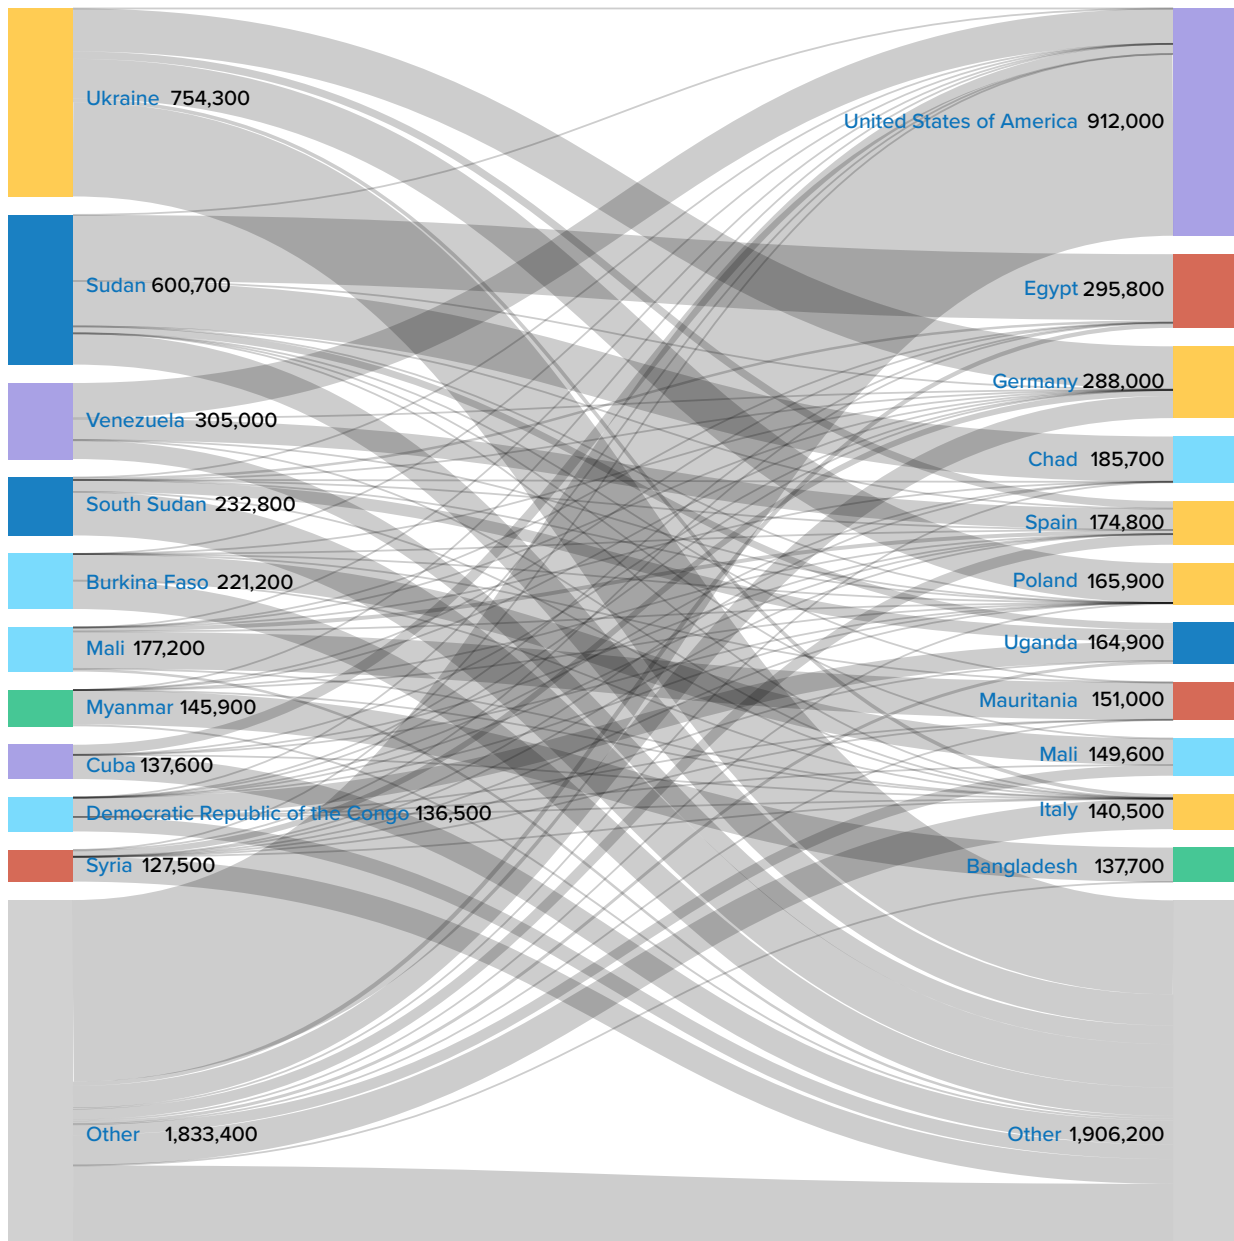 Ukraine 754,300
United States of America 912,000
Sudan 600,700
Egypt 295,800
Germany 288,000
Venezuela 305,000
Chad 185,700
South Sudan 232,800
Spain 174,800
Burkina Faso 221,200
Poland 165,900
Mali 177,200
Uganda 164,900
Myanmar 145,900
Mauritania 151,000
Cuba 137,600
Mali 149,600
Democratic Republic of the Congo 136,500
Italy 140,500
Syria 127,500
Bangladesh 137,700
Other 1,833,400
Other 1,906,200